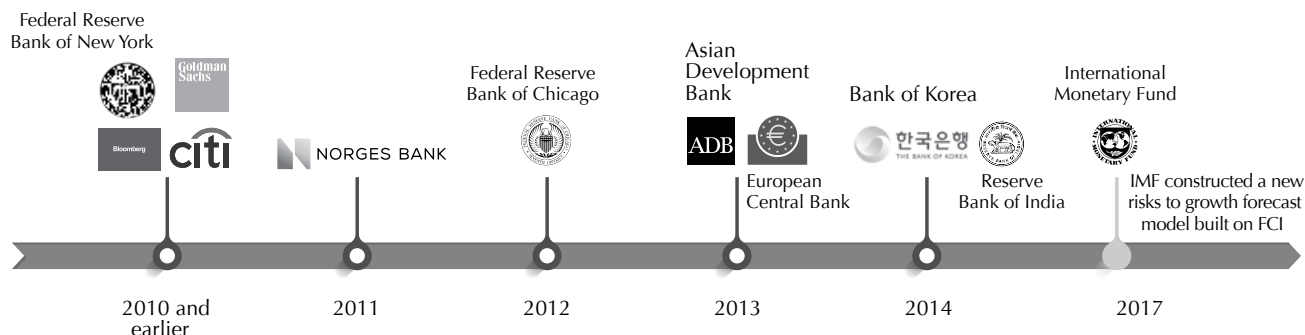 Federal Reserve
Bank of New York
Goldman
Sachs
Bloomberg
citi
NORGES BANK
Federal Reserve
Bank of Chicago
Asian
Development
Bank
ADB
European
Central Bank
Bank of Korea
한국은행
THE BANK OF KOREA
Reserve
Bank of India
International
Monetary Fund
INTERNATIONAL
MONETARY FUND
IMF constructed a new
risks to growth forecast
model built on FCI
2010 and
earlier
2011
2012
2013
2014
2017